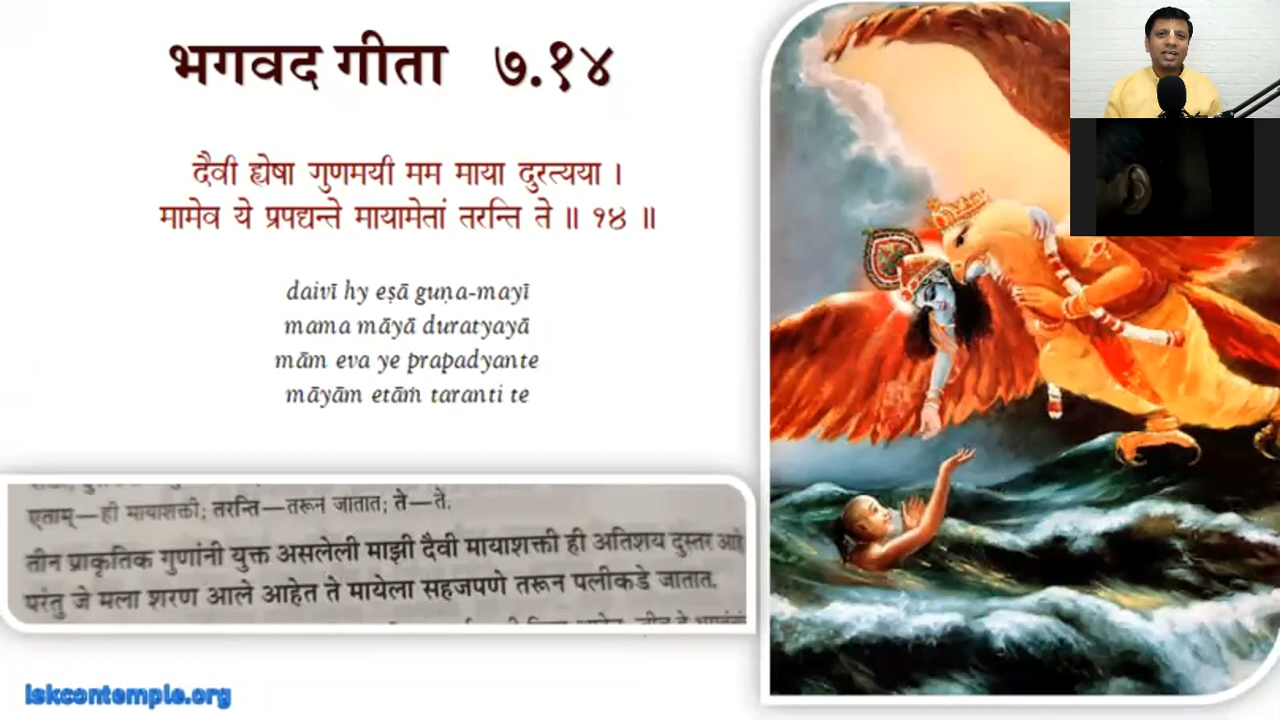 भगवद गीता ७.१४
दैवी ह्येषा गुणमयी मम माया दुरत्यया ।
मामेव ये प्रपद्यन्ते मायामेतां तरन्ति ते ॥ १४ ॥
daivī hy eṣā guṇa-mayī
mama māyā duratyayā
mām eva ye prapadyante
māyām etāṁ taranti te
एताम्—ही मायाशक्ती; तरन्ति—तरून जातात; ते—ते.
तीन प्राकृतिक गुणांनी युक्त असलेली माझी दैवी मायाशक्ती ही अतिशय दुस्तर आहे
परंतु जे मला शरण आले आहेत ते मायेला सहजपणे तरून पलीकडे जातात.
iskcontemple.org